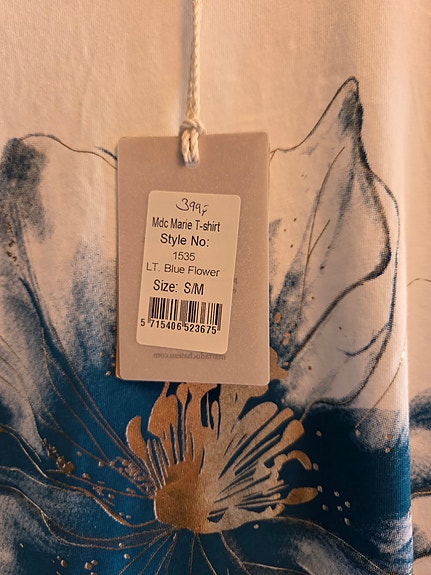 399,-
Mdc Marie T-shirt
Style No:
1535
LT. Blue Flower
Size: S/M
5 715406 523675